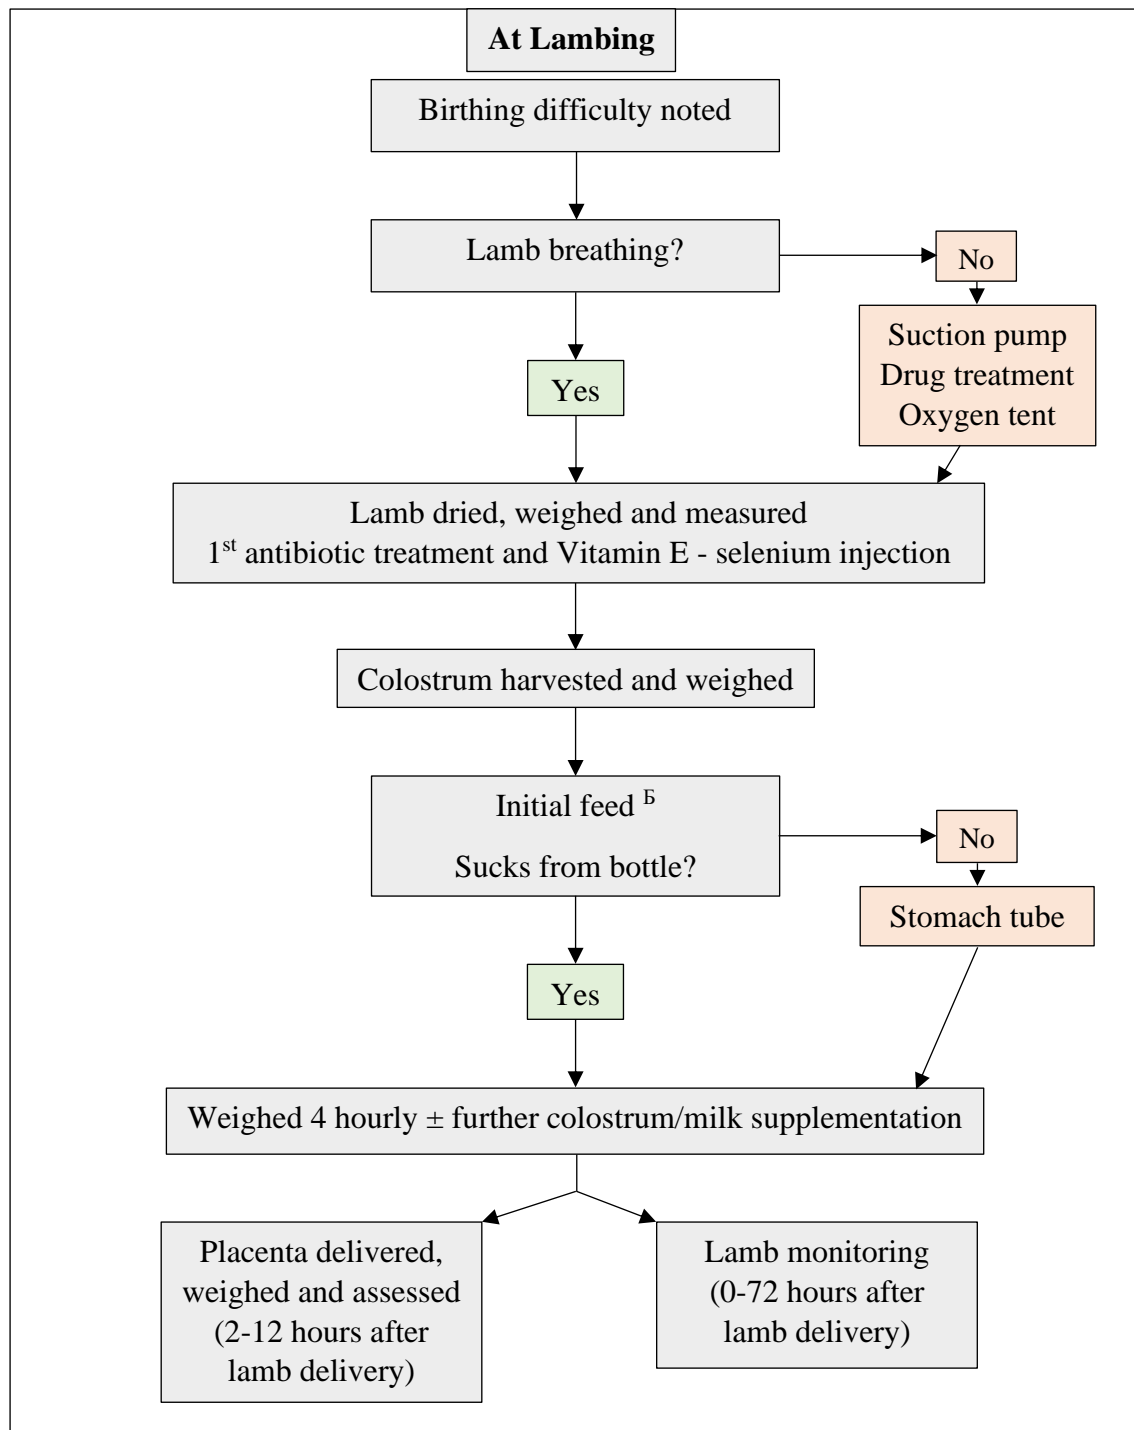 At Lambing
Birthing difficulty noted
Lamb breathing?
No
Suction pump
Drug treatment
Oxygen tent
Yes
Lamb dried, weighed and measured
1st antibiotic treatment and Vitamin E - selenium injection
Colostrum harvested and weighed
Initial feed Б
Sucks from bottle?
No
Stomach tube
Yes
Weighed 4 hourly ± further colostrum/milk supplementation
Placenta delivered,
weighed and assessed
(2-12 hours after
lamb delivery)
Lamb monitoring
(0-72 hours after
lamb delivery)